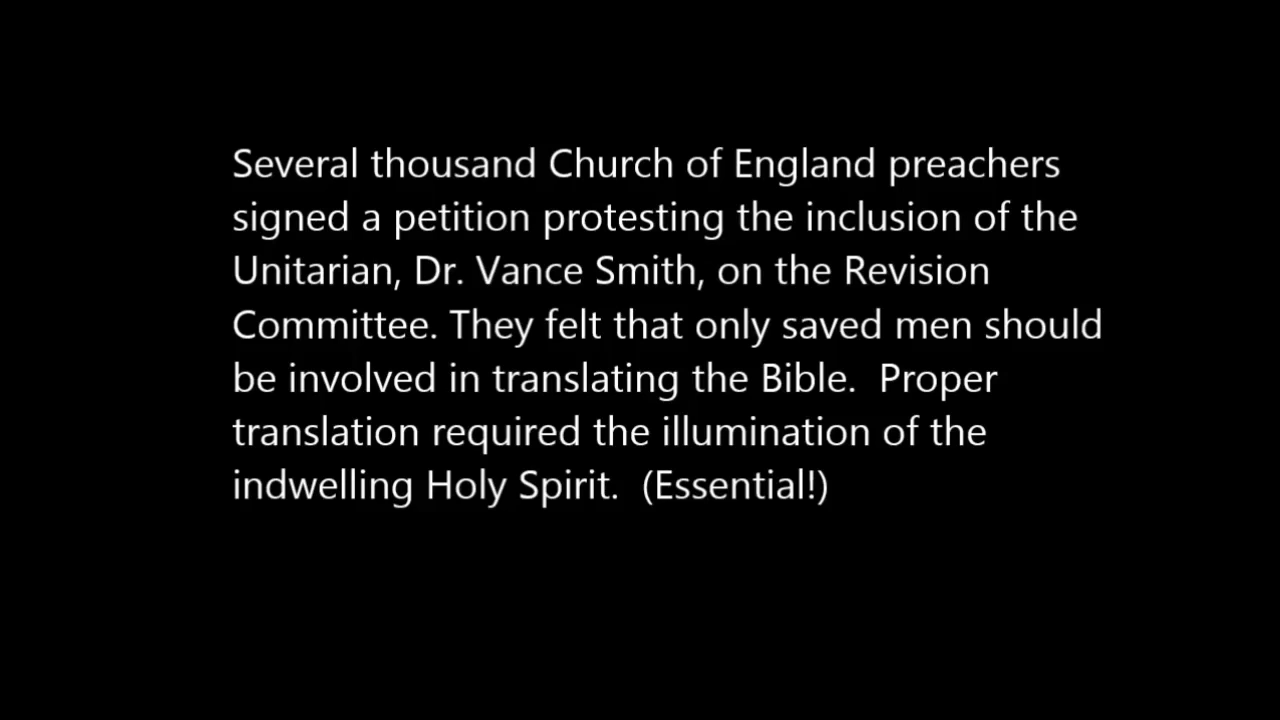 Several thousand Church of England preachers
signed a petition protesting the inclusion of the
Unitarian, Dr. Vance Smith, on the Revision
Committee. They felt that only saved men should
be involved in translating the Bible.  Proper
translation required the illumination of the
indwelling Holy Spirit.  (Essential!)